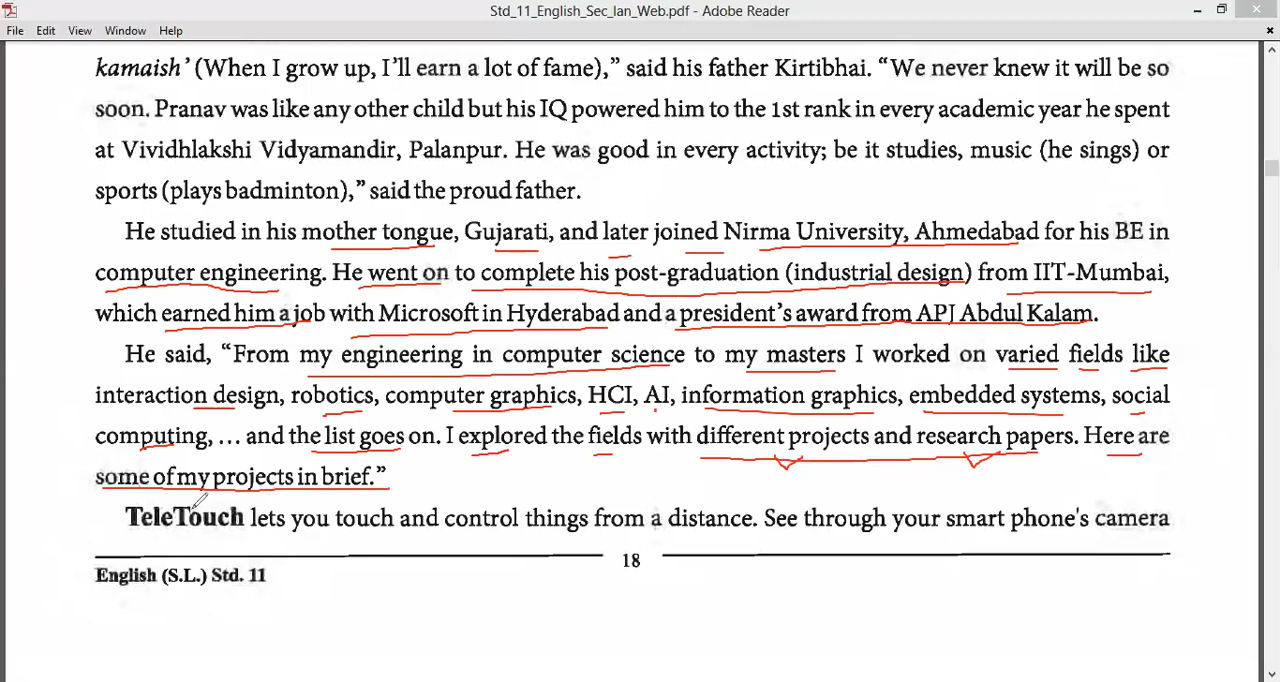 Std_11_English_Sec_lan_Web.pdf - Adobe Reader
File Edit View Window Help
kamaish’ (When I grow up, I’ll earn a lot of fame),” said his father Kirtibhai. “We never knew it will be so
soon. Pranav was like any other child but his IQ powered him to the 1st rank in every academic year he spent
at Vividhlakshi Vidyamandir, Palanpur. He was good in every activity; be it studies, music (he sings) or
sports (plays badminton),” said the proud father.
He studied in his mother tongue, Gujarati, and later joined Nirma University, Ahmedabad for his BE in
computer engineering. He went on to complete his post-graduation (industrial design) from IIT-Mumbai,
which earned him a job with Microsoft in Hyderabad and a president’s award from APJ Abdul Kalam.
He said, “From my engineering in computer science to my masters I worked on varied fields like
interaction design, robotics, computer graphics, HCI, AI, information graphics, embedded systems, social
computing, ... and the list goes on. I explored the fields with different projects and research papers. Here are
some of my projects in brief.”
TeleTouch lets you touch and control things from a distance. See through your smart phone's camera
18
English (S.L.) Std. 11